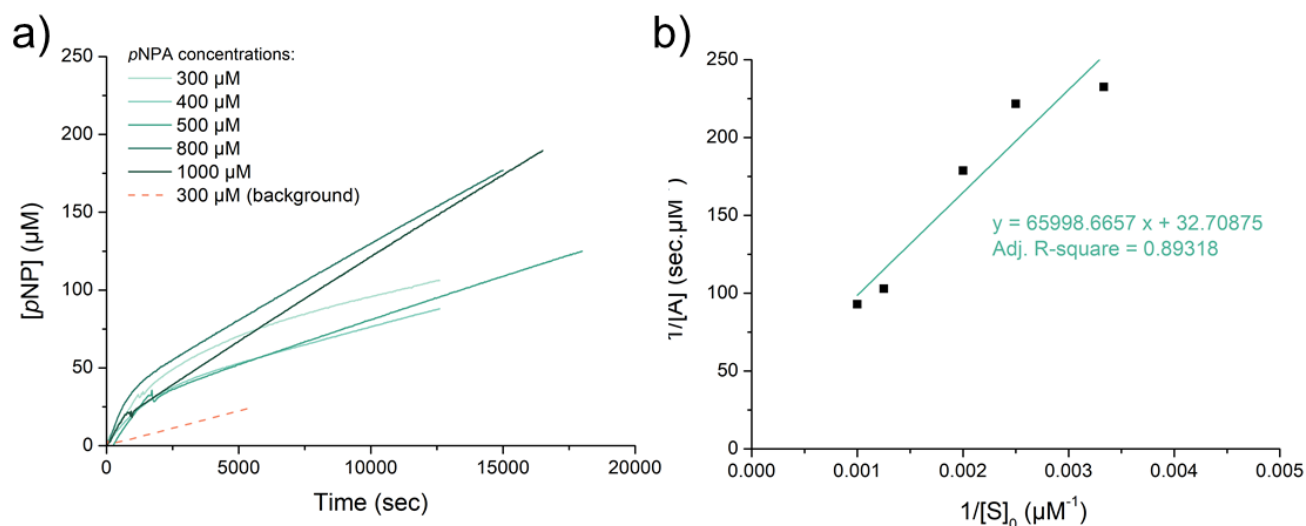 a)
pNPA concentrations:
300 µM
400 µM
500 µM
800 µM
1000 µM
300 µM (background)
[pNP] (µM)
250
200
150
100
50
0
0 5000 10000 15000 20000
Time (sec)
b)
1/[A] (sec.µM
250
200
150
100
50
0
y = 65998.6657 x + 32.70875
Adj. R-square = 0.89318
0.000 0.001 0.002 0.003 0.004 0.005
1/[S]₀ (µM⁻¹)